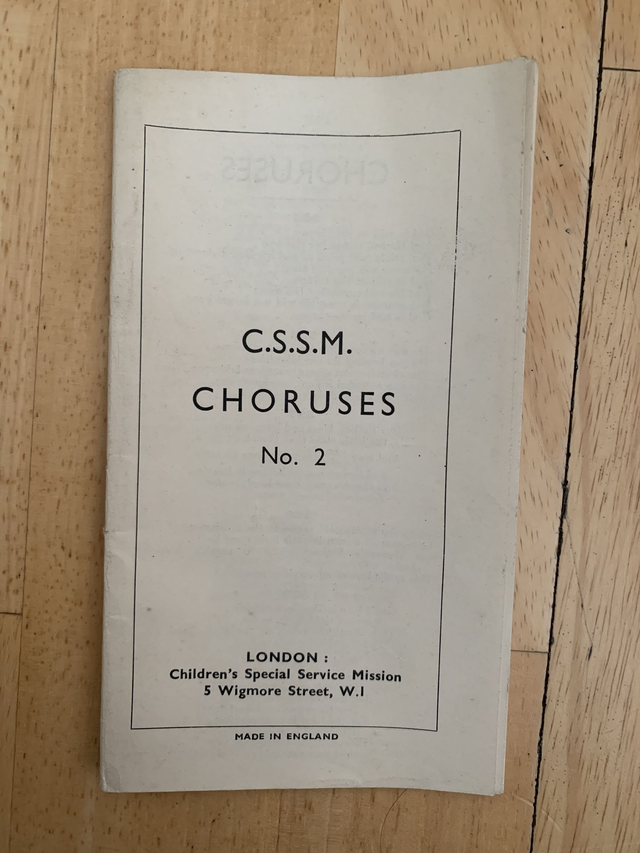 C.S.S.M.
CHORUSES
No. 2
LONDON :
Children's Special Service Mission
5 Wigmore Street, W.1
MADE IN ENGLAND